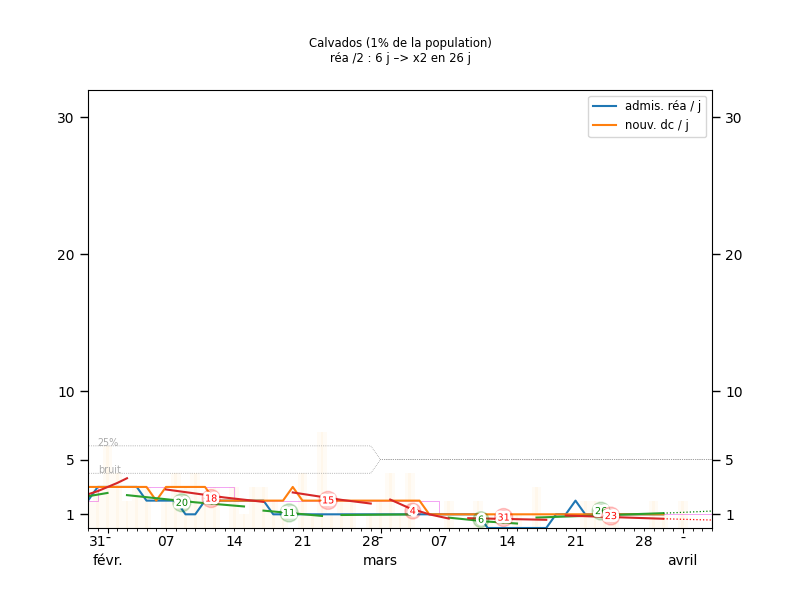 Calvados (1% de la population)
réa /2 : 6 j –> x2 en 26 j
admis. réa / j
nouv. dc / j
30 30
20 20
10 10
5 5
1 1
25%
bruit
20 18 11 15 4 6 31 26 23
31 07 14 21 28 07 14 21 28
févr. mars avril